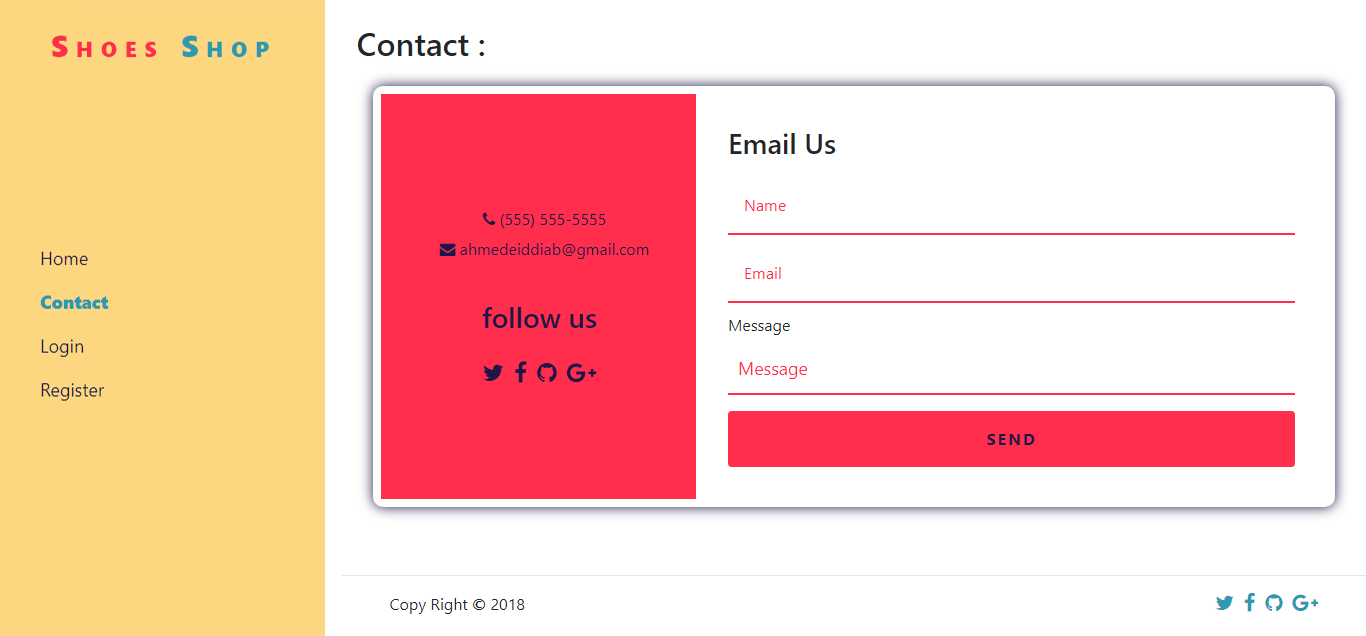 Shoes Shop
Home
Contact
Login
Register
Contact :
(555) 555-5555
ahmedeiddiab@gmail.com
follow us
Email Us
Name
Email
Message
Message
SEND
Copy Right © 2018